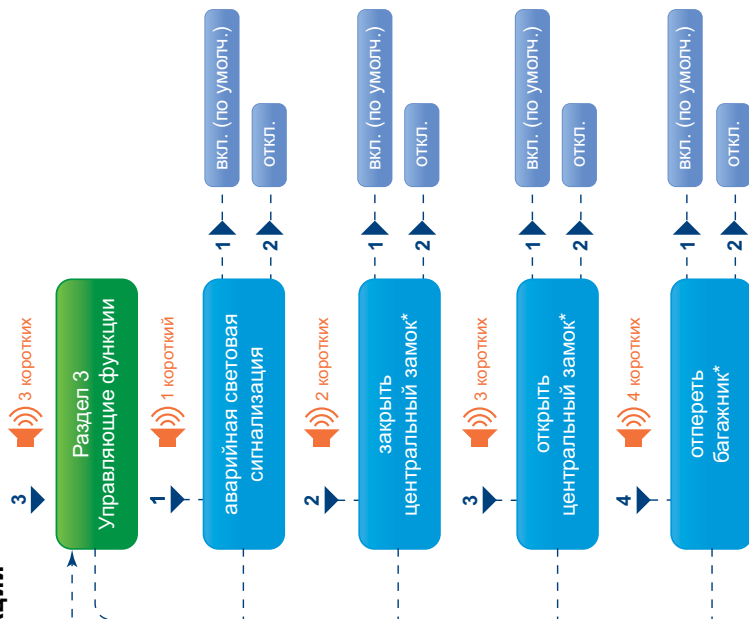 3
3 коротких
Раздел 3
Управляющие функции
1
1 короткий
аварийная световая
сигнализация
1
вкл. (по умолч.)
2
откл.
2
2 коротких
закрыть
центральный замок*
1
вкл. (по умолч.)
2
откл.
3
3 коротких
открыть
центральный замок*
1
вкл. (по умолч.)
2
откл.
4
4 коротких
отпереть
багажник*
1
вкл. (по умолч.)
2
откл.